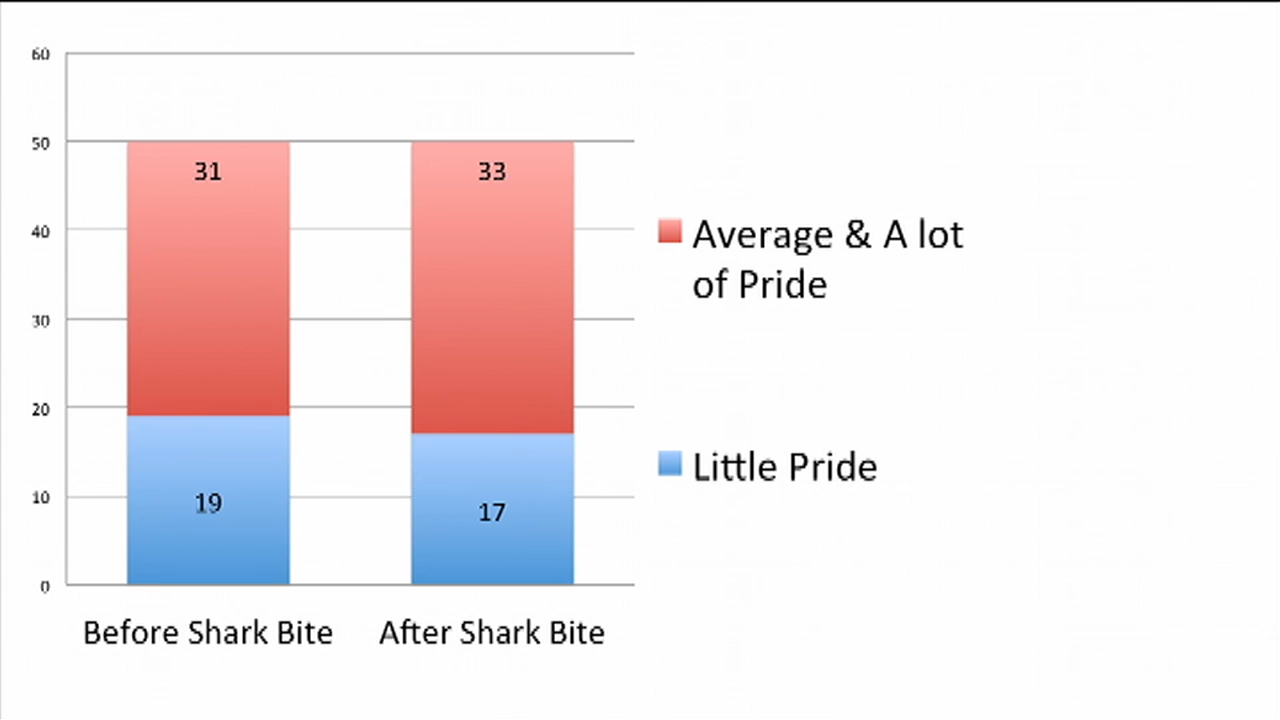 60
50
40
30
20
10
0
31
33
19
17
Before Shark Bite
After Shark Bite
Average & A lot
of Pride
Little Pride